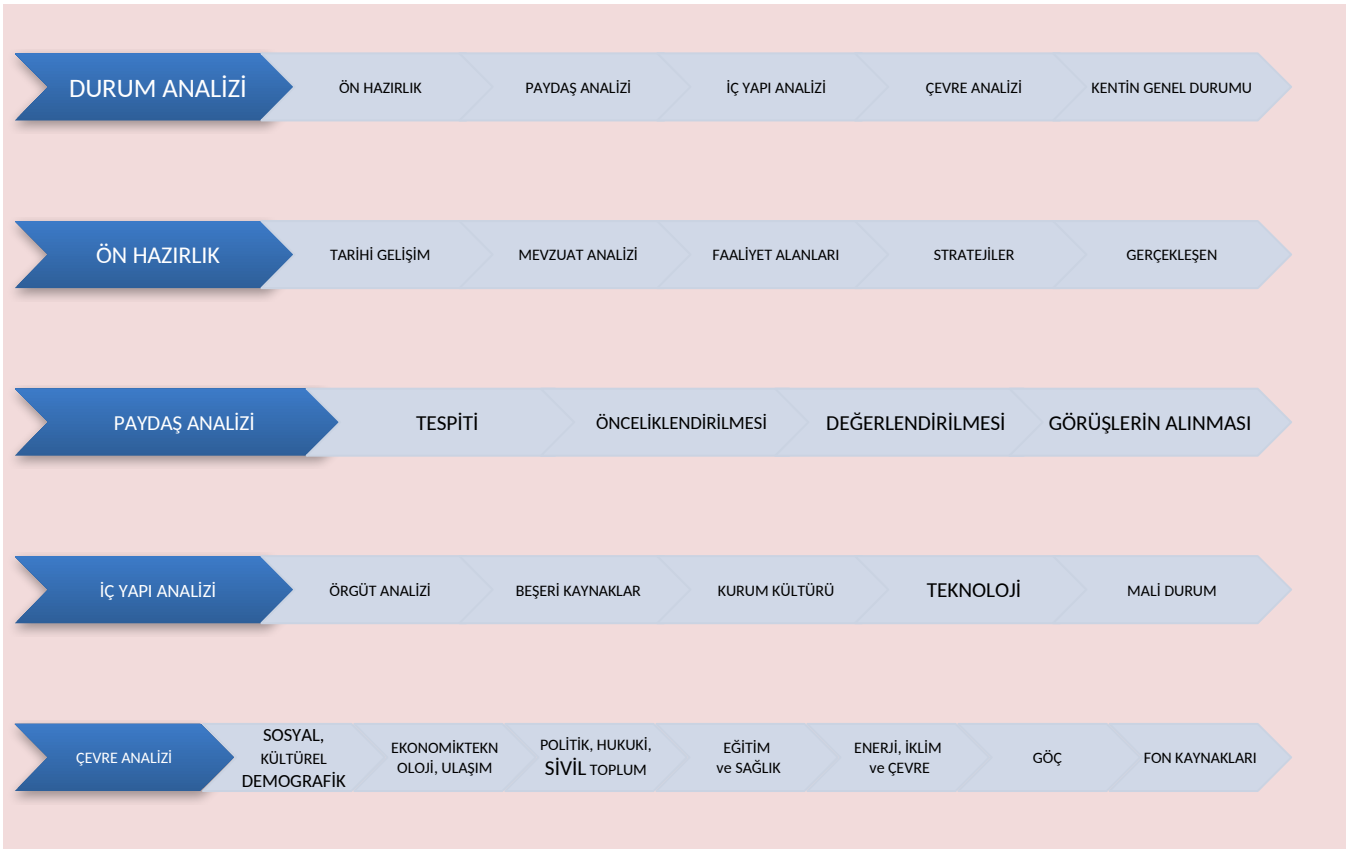 DURUM ANALİZİ
ÖN HAZIRLIK
PAYDAŞ ANALİZİ
İÇ YAPI ANALİZİ
ÇEVRE ANALİZİ
KENTİN GENEL DURUMU
ÖN HAZIRLIK
TARİHİ GELİŞİM
MEVZUAT ANALİZİ
FAALİYET ALANLARI
STRATEJİLER
GERÇEKLEŞEN
PAYDAŞ ANALİZİ
TESPİTİ
ÖNCELİKLENDİRİLMESİ
DEĞERLENDİRİLMESİ
GÖRÜŞLERİN ALINMASI
İÇ YAPI ANALİZİ
ÖRGÜT ANALİZİ
BEŞERİ KAYNAKLAR
KURUM KÜLTÜRÜ
TEKNOLOJİ
MALİ DURUM
ÇEVRE ANALİZİ
SOSYAL,
KÜLTÜREL
DEMOGRAFİK
EKONOMİKTEKN
OLOJİ, ULAŞIM
POLİTİK, HUKUKİ,
SİVİL TOPLUM
EĞİTİM
ve SAĞLIK
ENERJİ, İKLİM
ve ÇEVRE
GÖÇ
FON KAYNAKLARI